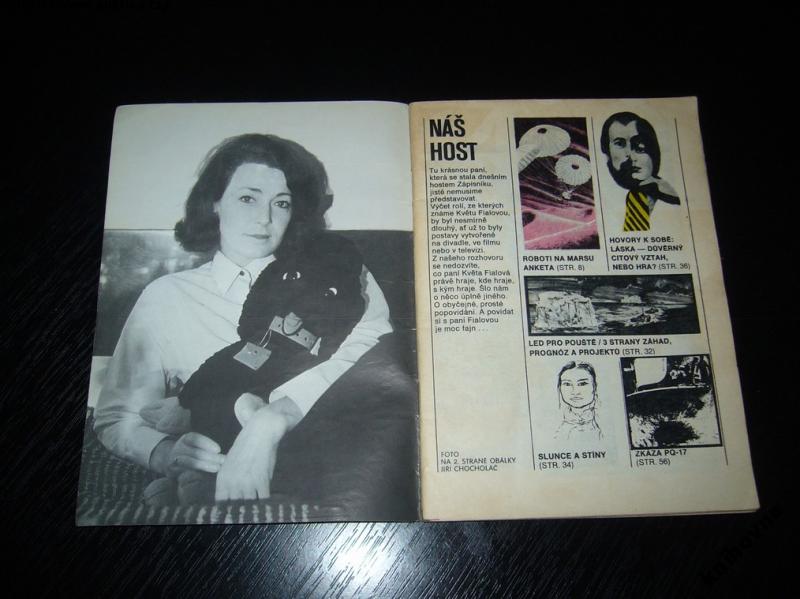 NÁŠ
HOST
Tu krásnou paní,
která se stala dnešním
hostem Zápisníku,
jistě nemusíme
představovat.
Výčet rolí, ze kterých
známe Květu Fialovou,
by byl nesmírně
dlouhý, ať už to byly
postavy vytvořené
na divadle, ve filmu
nebo v televizi.
Z našeho rozhovoru
se nedozvíte,
co paní Květa Fialová
právě hraje, kde hraje,
s kým hraje. Šlo nám
o něco úplně jiného.
O obyčejné, prosté
popovídání. A povídat
si s paní Fialovou
je moc fajn . . .
FOTO
NA 2. STRANĚ OBÁLKY
JIŘÍ CHOCHOLÁČ
ROBOTI NA MARSU
ANKETA (STR. 8)
HOVORY K SOBĚ:
LÁSKA — DŮVĚRNÝ
CITOVÝ VZTAH,
NEBO HRA? (STR. 36)
LED PRO POUŠTĚ / 3 STRANY ZÁHAD,
PROGNÓZ A PROJEKTŮ (STR. 32)
SLUNCE A STÍNY
(STR. 34)
ZKÁZA PQ-17
(STR. 56)
knihovna